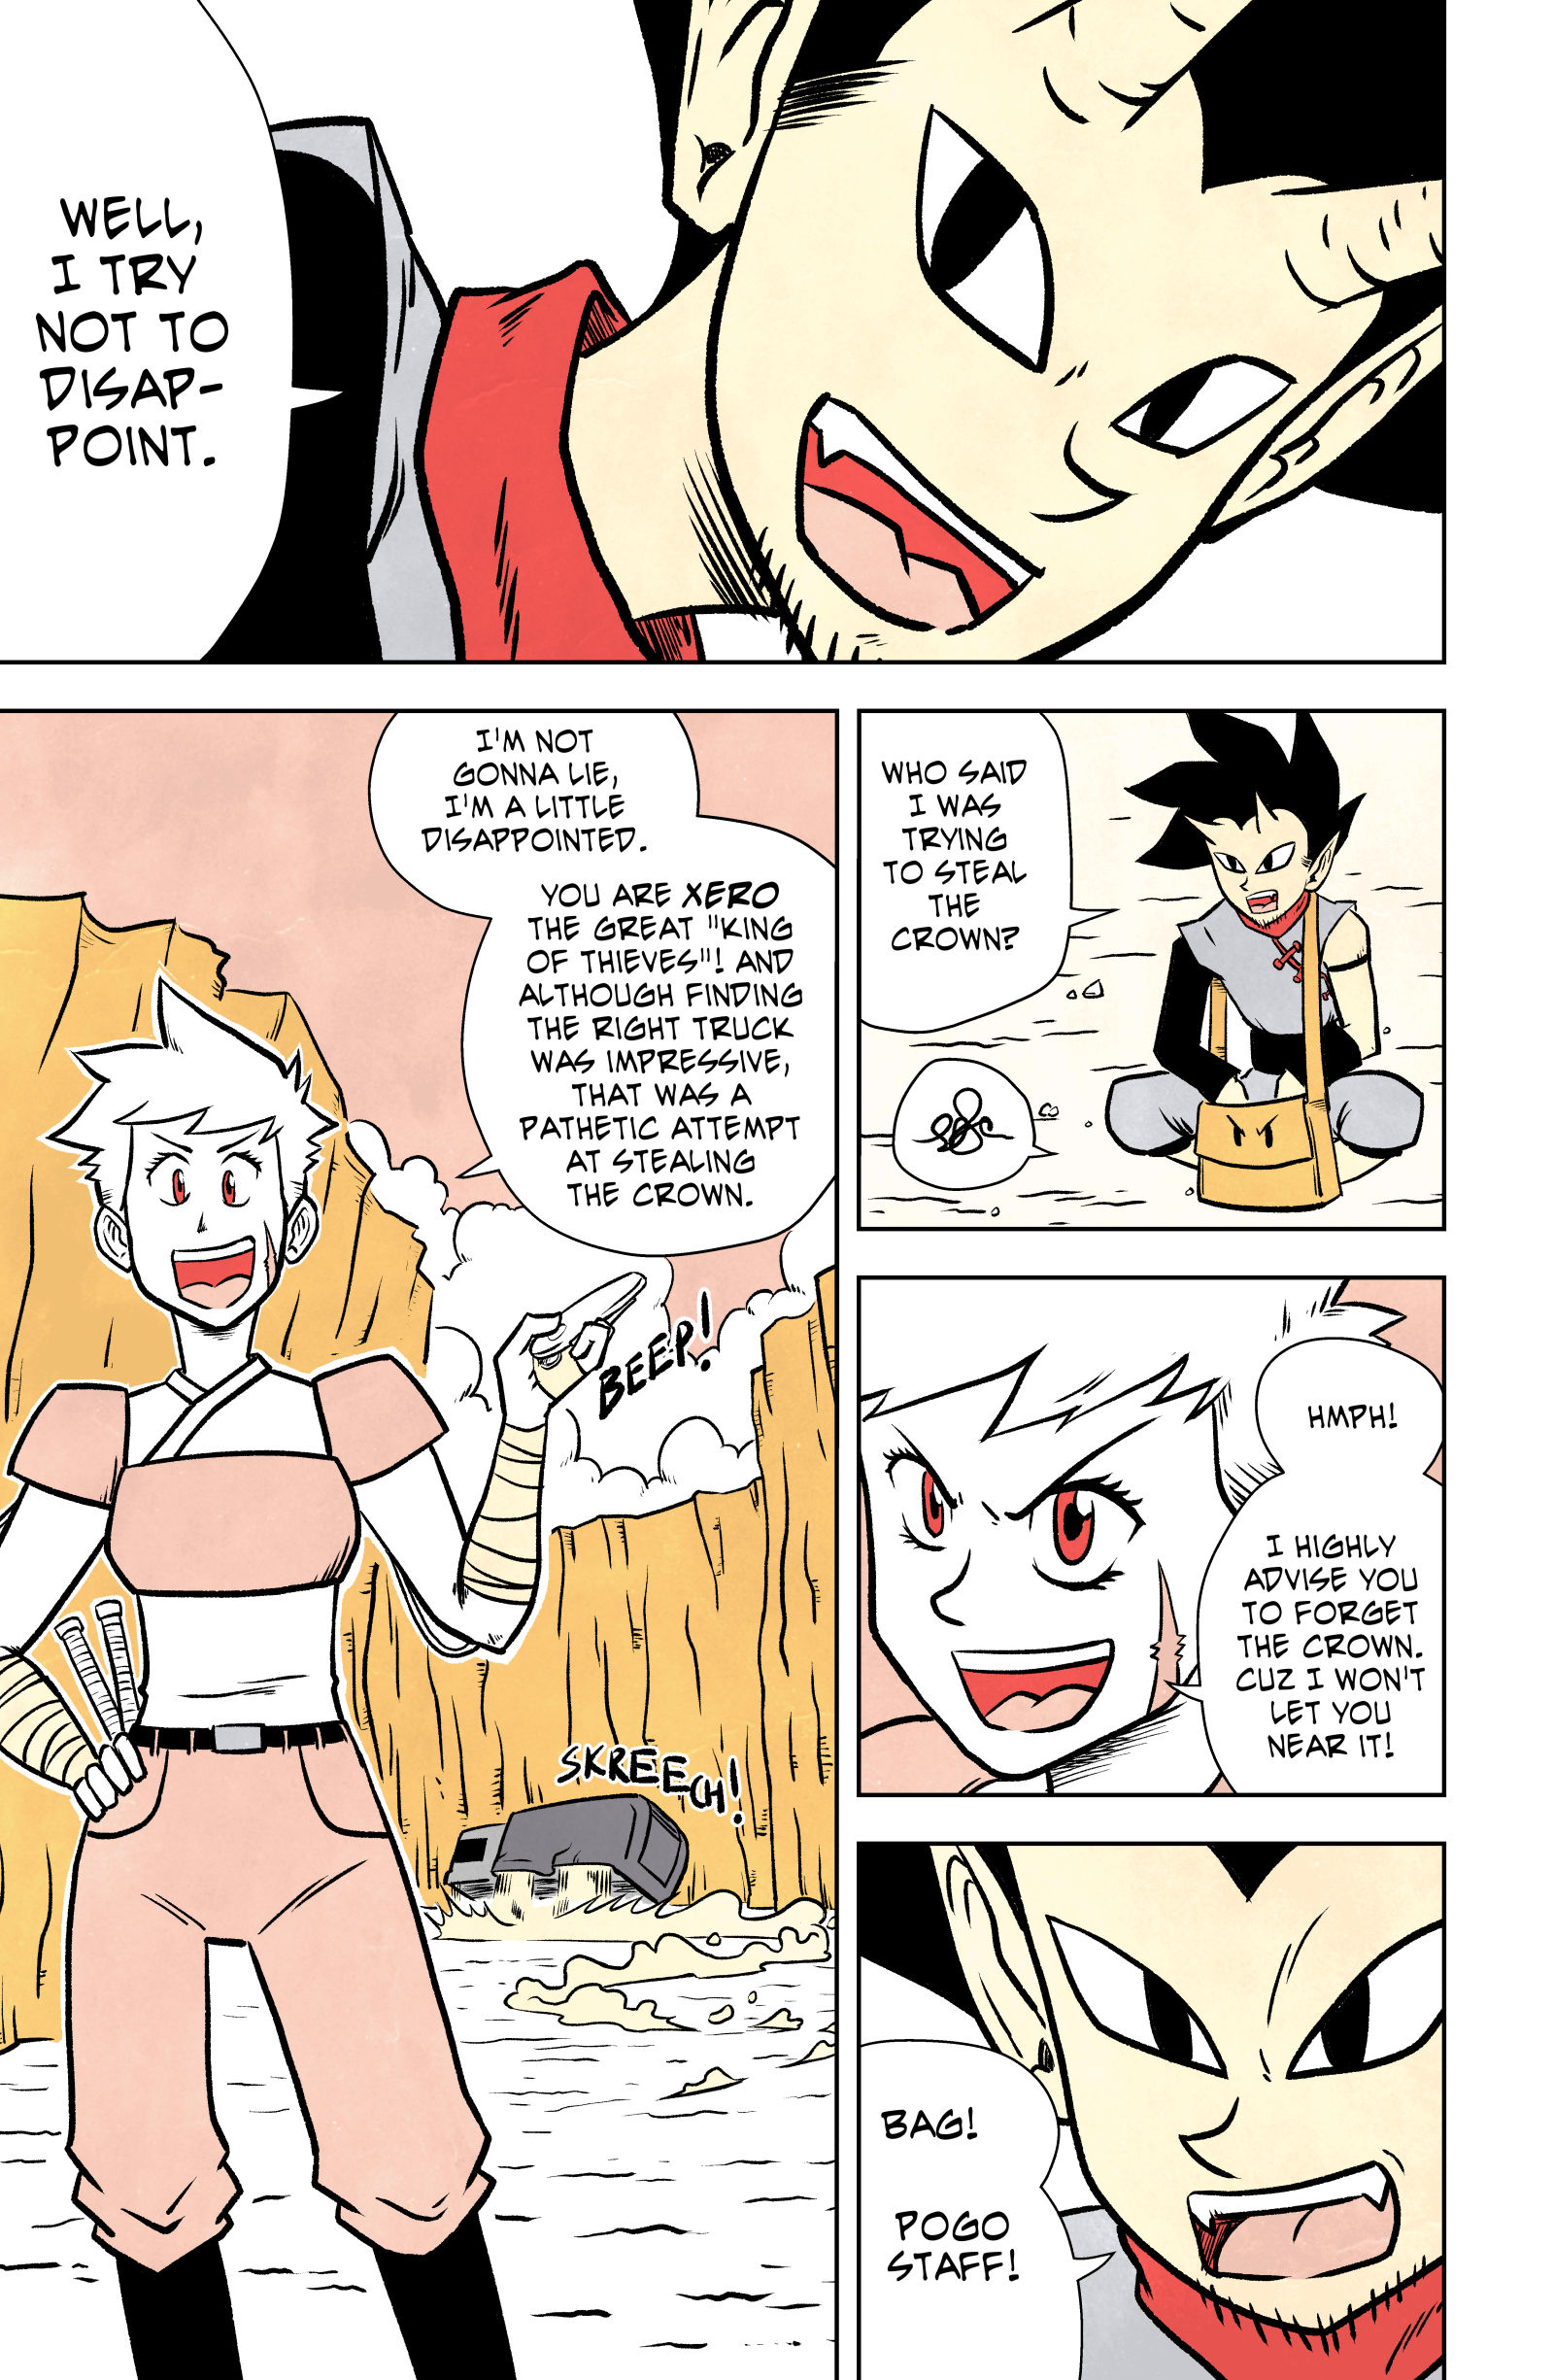 WELL,
I TRY
NOT TO
DISAP-
POINT.
I'M NOT
GONNA LIE,
I'M A LITTLE
DISAPPOINTED.
YOU ARE XERO
THE GREAT "KING
OF THIEVES"! AND
ALTHOUGH FINDING
THE RIGHT TRUCK
WAS IMPRESSIVE,
THAT WAS A
PATHETIC ATTEMPT
AT STEALING
THE CROWN.
BEEP!
SKREECH!
WHO SAID
I WAS
TRYING
TO STEAL
THE
CROWN?
HMPH!
I HIGHLY
ADVISE YOU
TO FORGET
THE CROWN.
CUZ I WON'T
LET YOU
NEAR IT!
BAG!
POGO
STAFF!